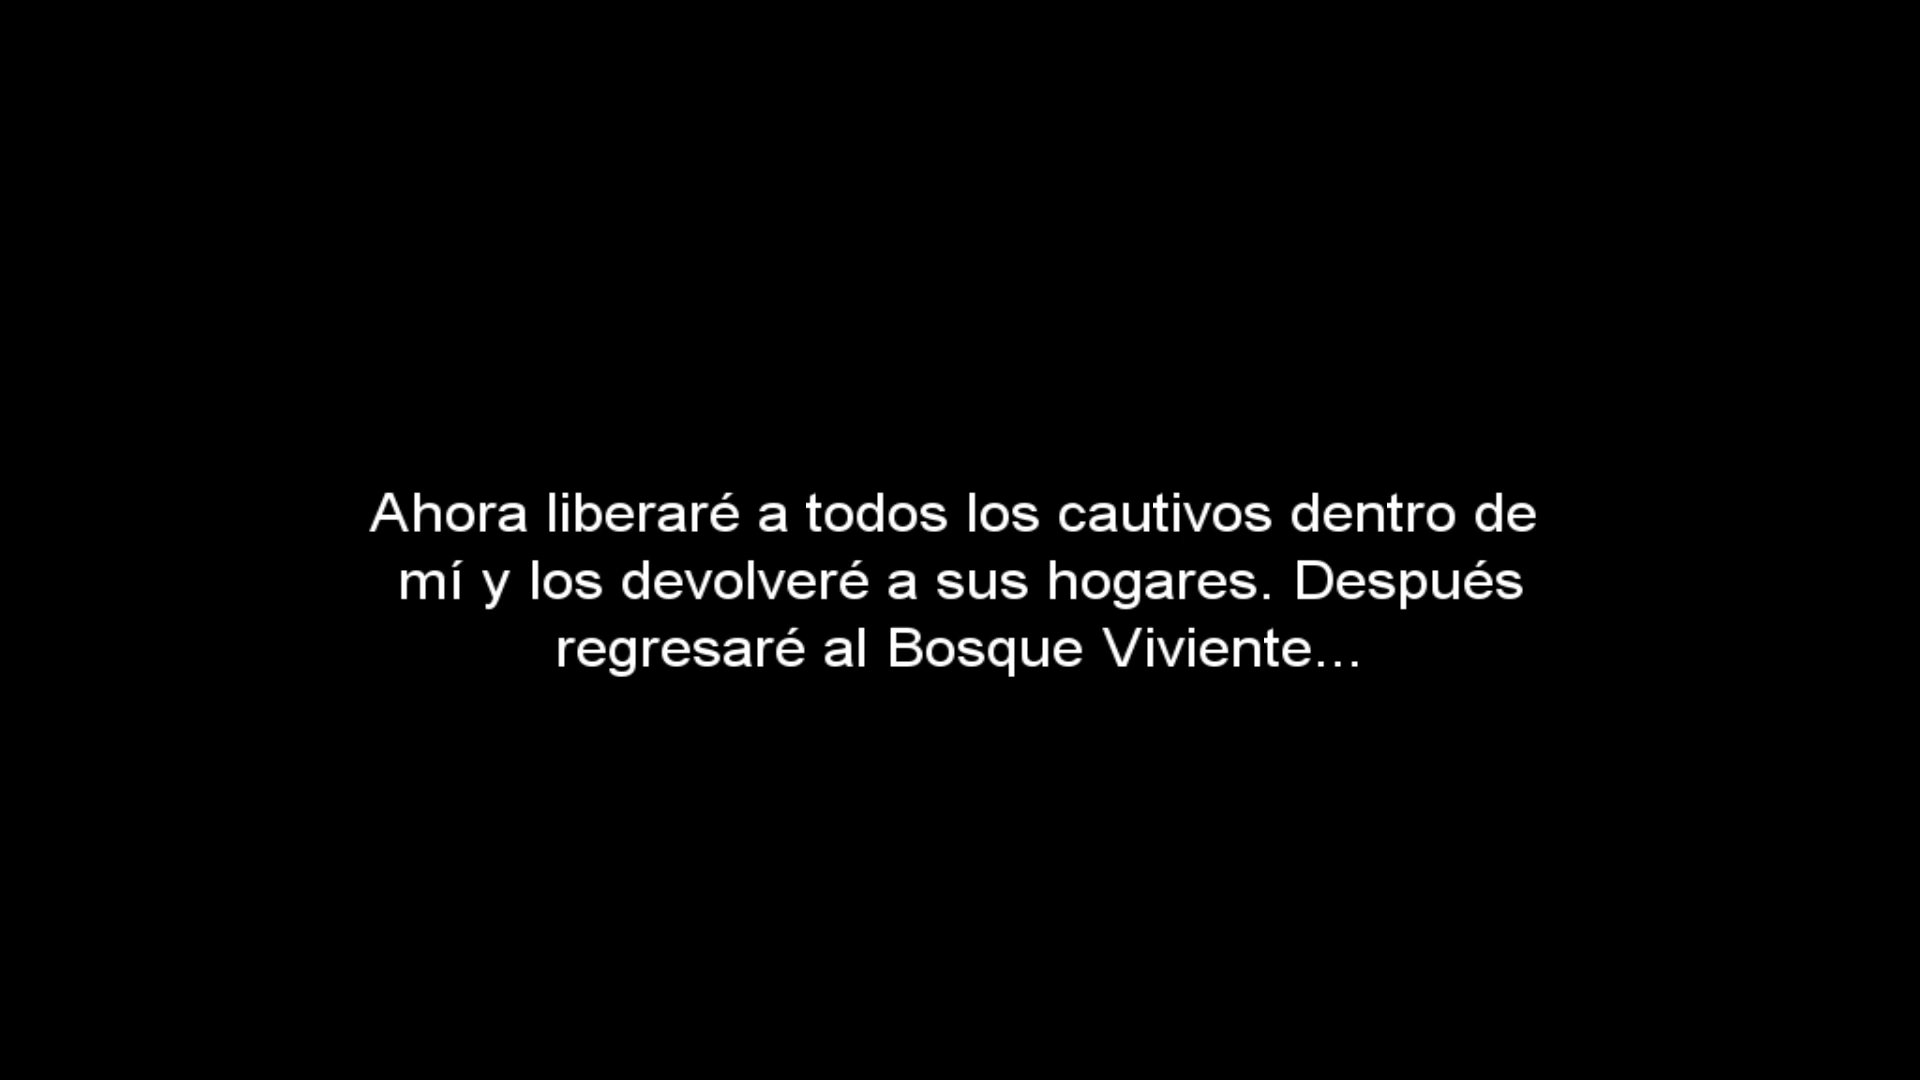 Ahora liberaré a todos los cautivos dentro de
mí y los devolveré a sus hogares. Después
regresaré al Bosque Viviente...